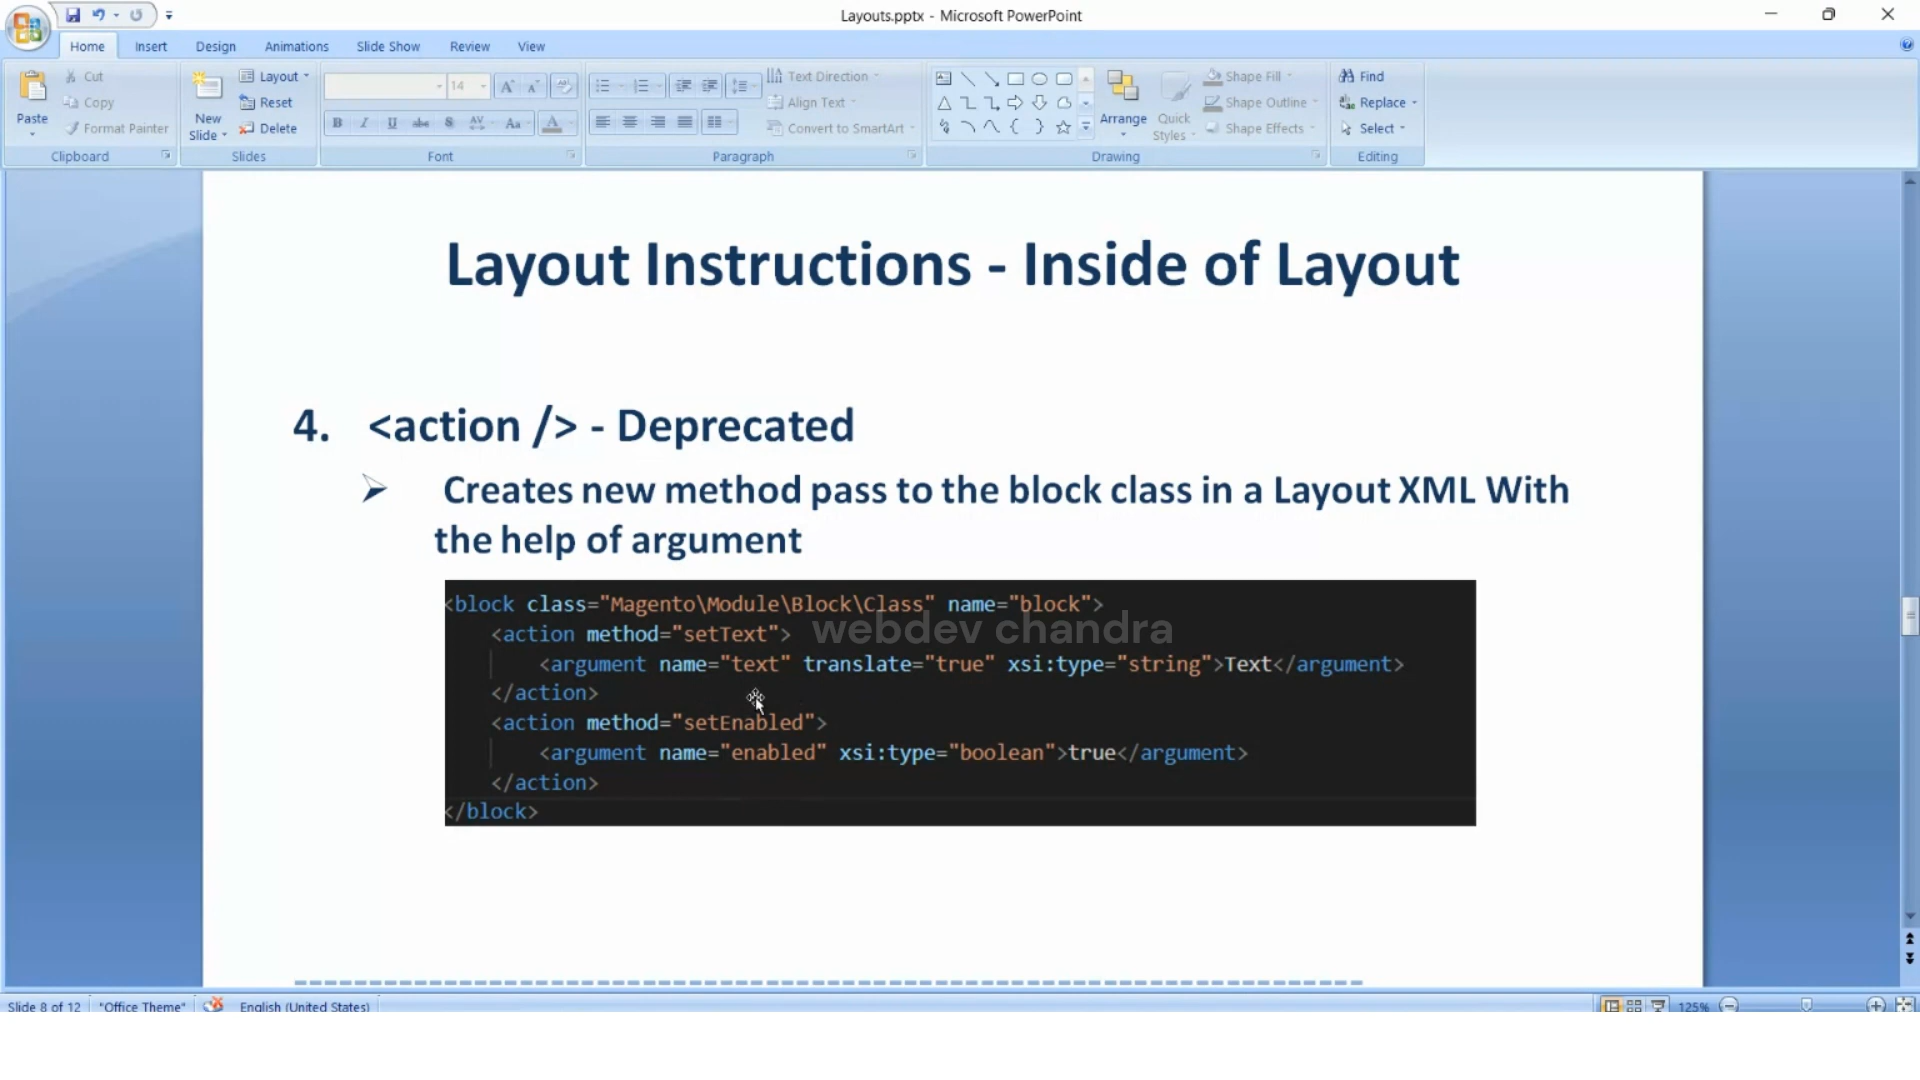 Layouts.pptx - Microsoft PowerPoint
Home Insert Design Animations Slide Show Review View
Paste
Cut
Copy
Format Painter
Clipboard
New
Slide
Layout
Reset
Delete
Slides
14
B I U abc S AV Aa A
Font
Text Direction
Align Text
Convert to SmartArt
Paragraph
Arrange
Quick
Styles
Shape Fill
Shape Outline
Shape Effects
Drawing
Find
Replace
Select
Editing
Layout Instructions - Inside of Layout
4. <action /> - Deprecated
Creates new method pass to the block class in a Layout XML With
the help of argument
<block class="Magento\Module\Block\Class" name="block">
webdev chandra
<action method="setText">
<argument name="text" translate="true" xsi:type="string">Text</argument>
</action>
<action method="setEnabled">
<argument name="enabled" xsi:type="boolean">true</argument>
</action>
</block>
Slide 8 of 12 "Office Theme" English (United States) 125%